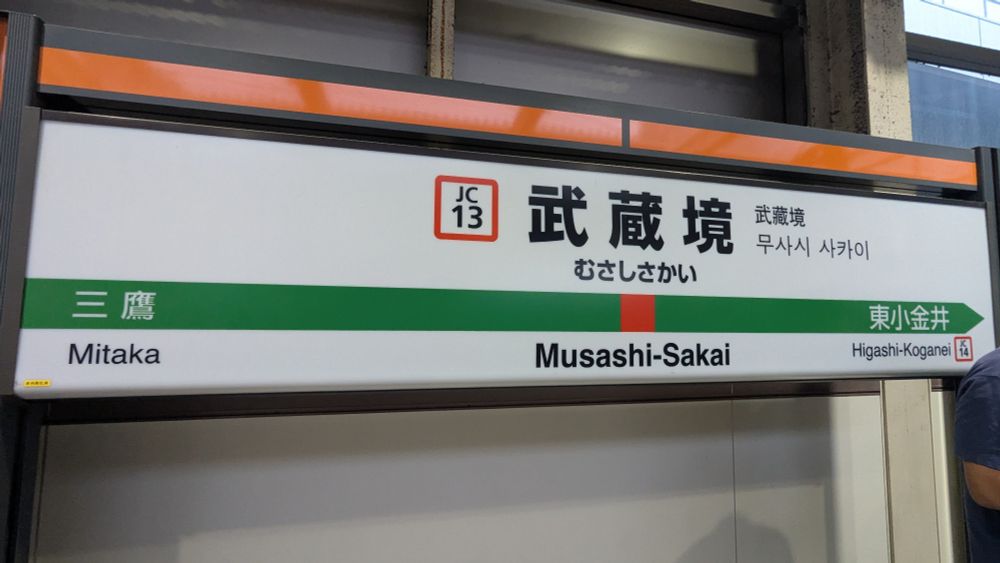 JC
13
武蔵境
武蔵境
무사시 사카이
むさしさかい
三鷹
東小金井
Mitaka
Musashi-Sakai
Higashi-Koganei
JC
14